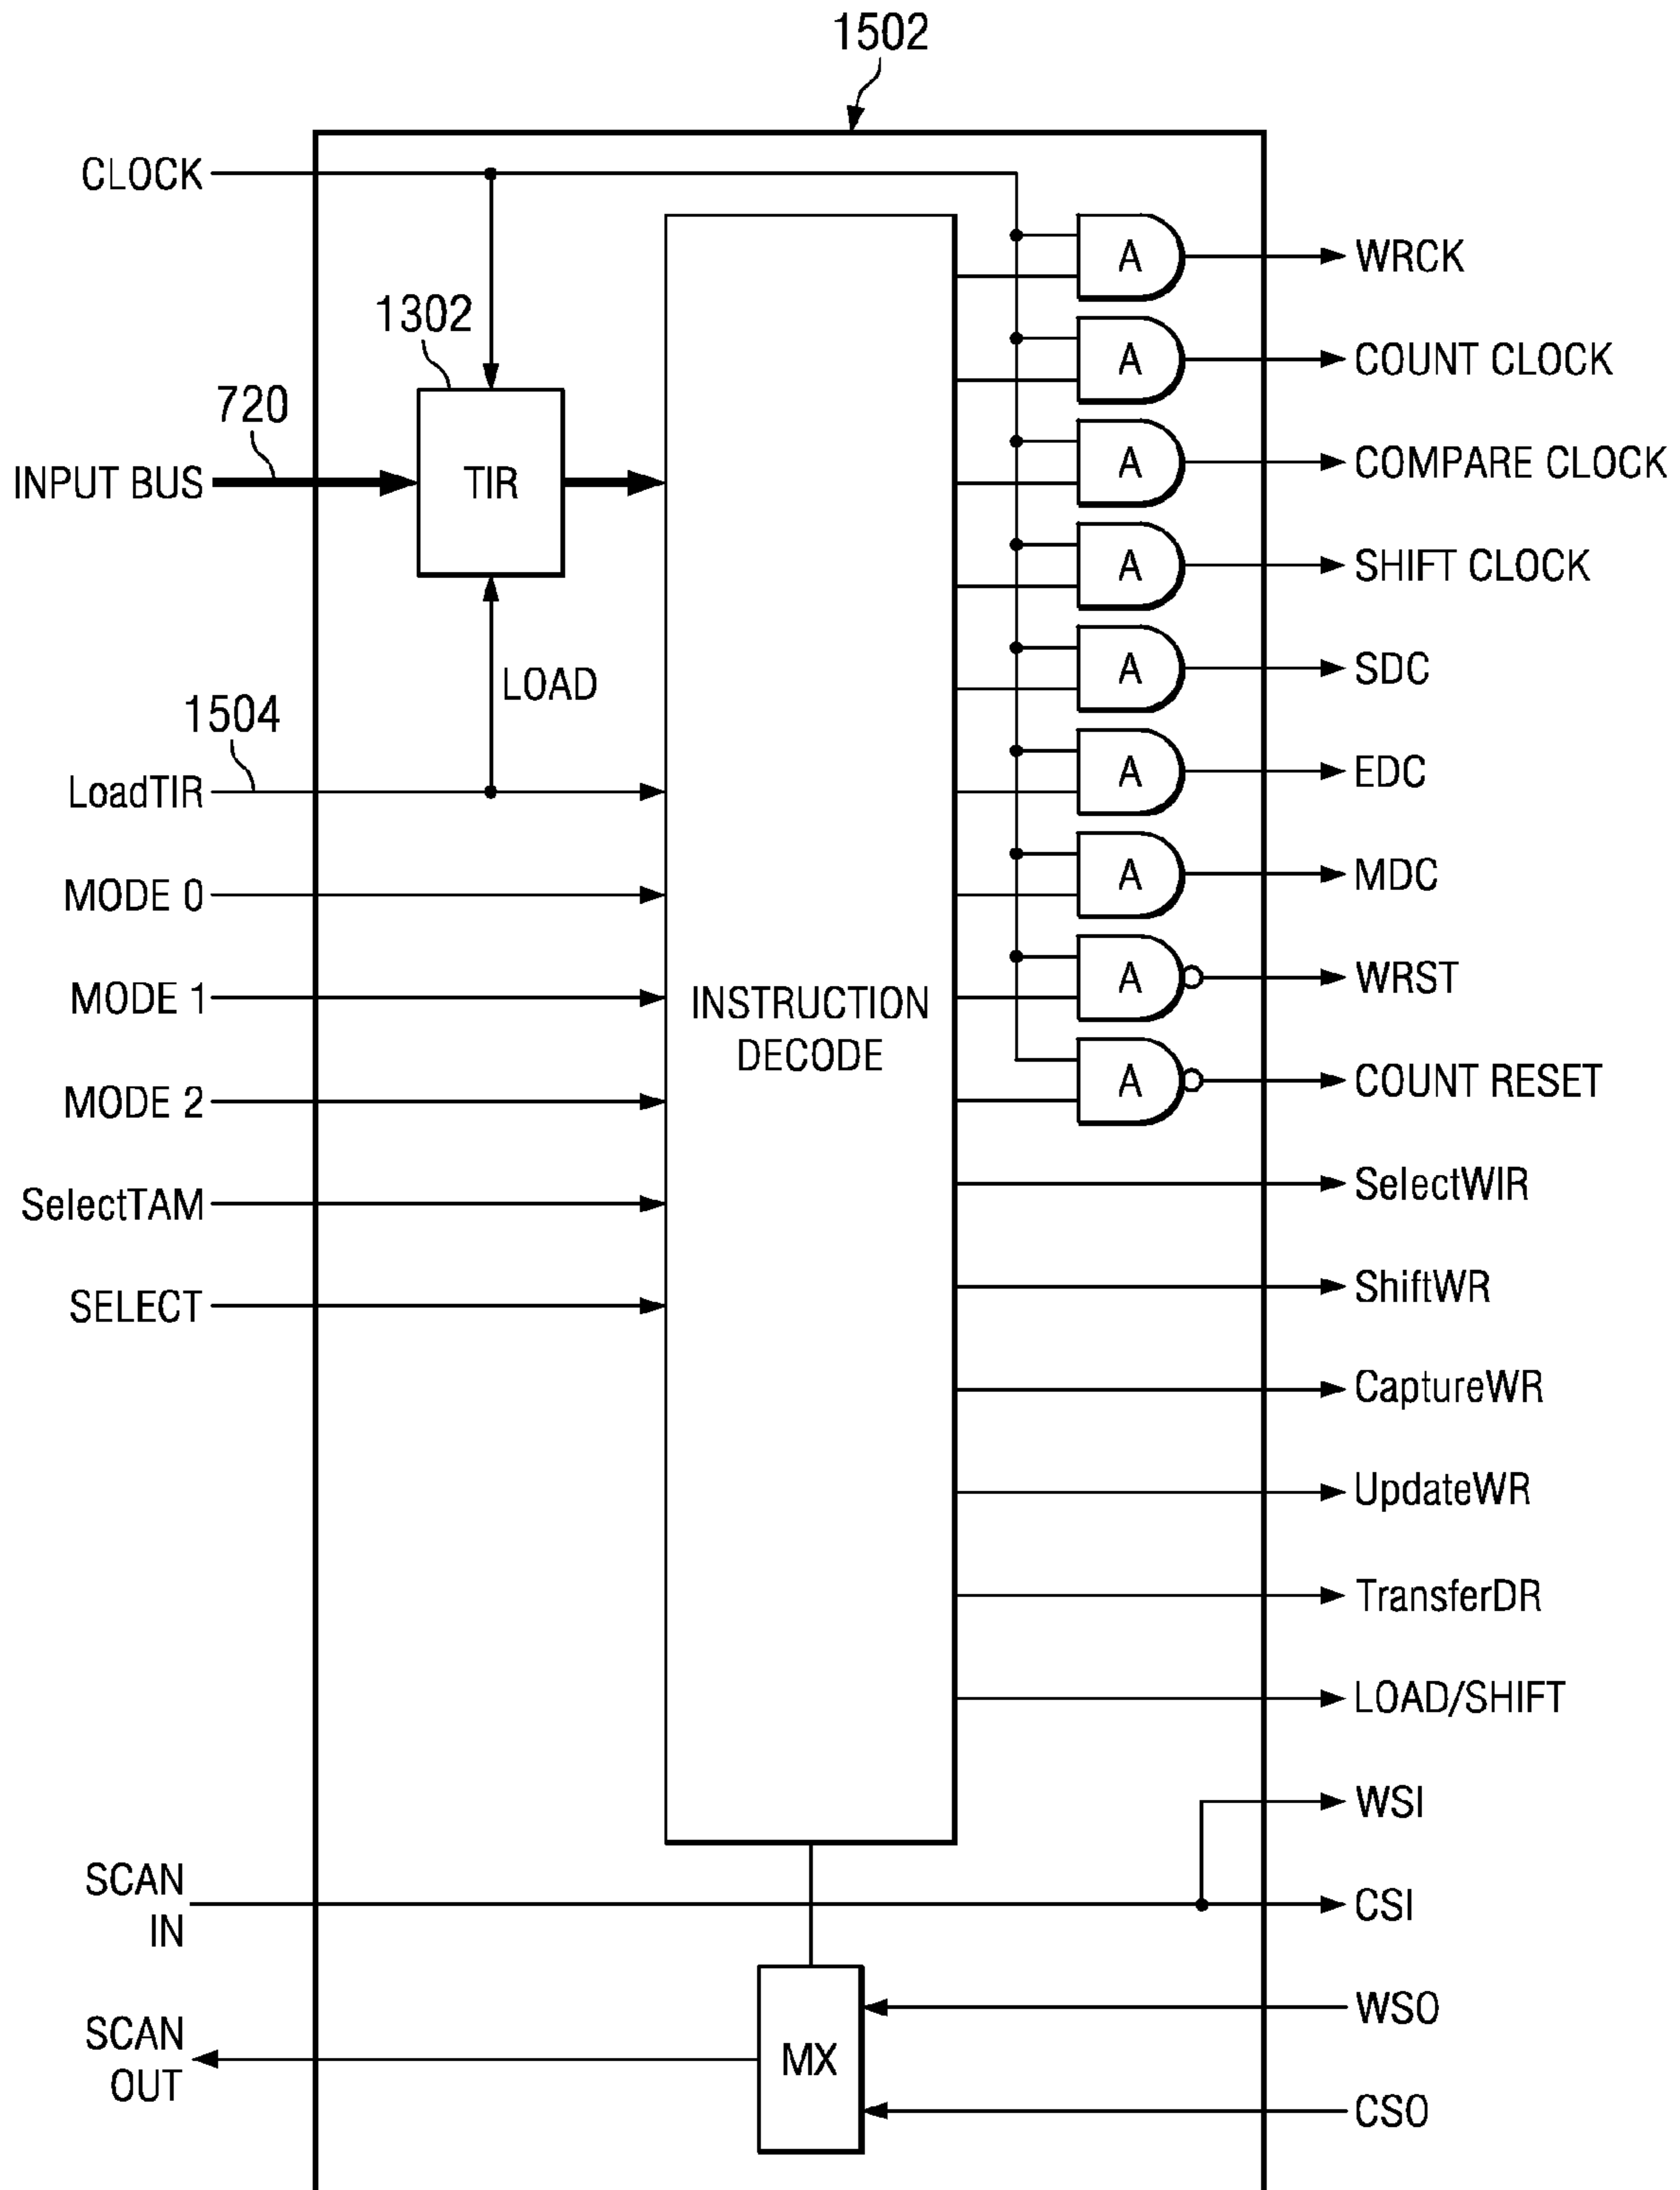 1502
CLOCK
A
WRCK
1302
A
COUNT CLOCK
720
INPUT BUS
TIR
A
COMPARE CLOCK
A
SHIFT CLOCK
LOAD
A
SDC
1504
LoadTIR
A
EDC
MODE 0
A
MDC
MODE 1
INSTRUCTION
DECODE
A
WRST
MODE 2
A
COUNT RESET
SelectTAM
SelectWIR
SELECT
ShiftWR
CaptureWR
UpdateWR
TransferDR
LOAD/SHIFT
WSI
SCAN
IN
CSI
WSO
SCAN
OUT
MX
CSO